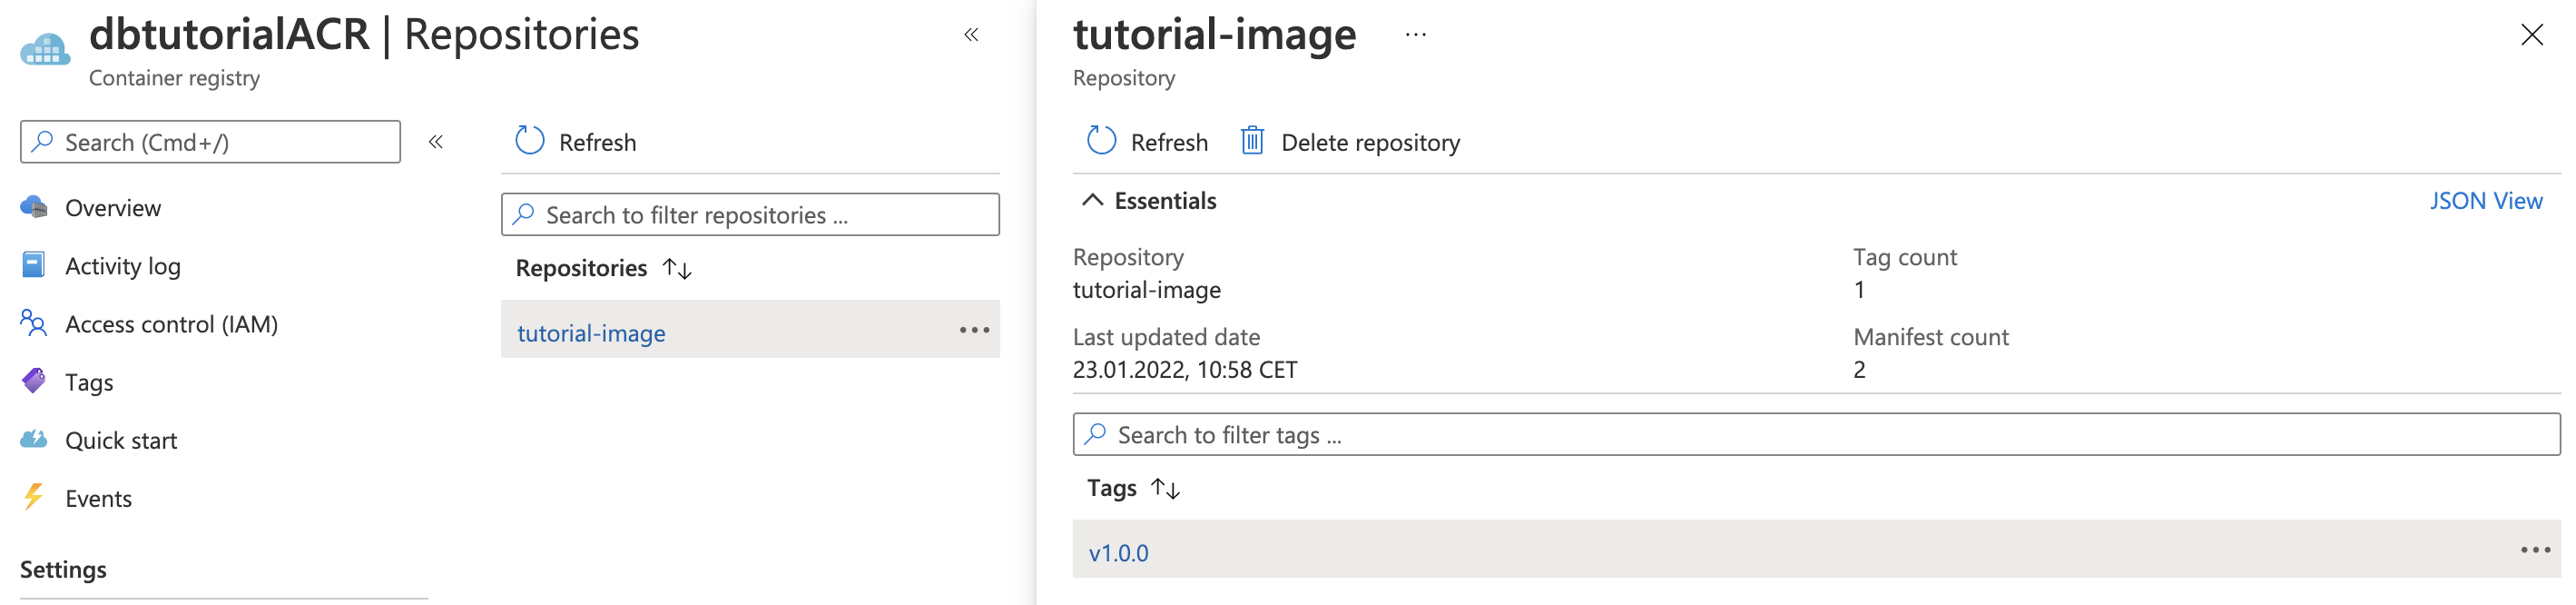 dbtutorialACR | Repositories
Container registry
Search (Cmd+/)
Overview
Activity log
Access control (IAM)
Tags
Quick start
Events
Settings
Refresh
Search to filter repositories ...
Repositories
tutorial-image
tutorial-image
Repository
Refresh
Delete repository
Essentials
JSON View
Repository
tutorial-image
Tag count
1
Last updated date
23.01.2022, 10:58 CET
Manifest count
2
Search to filter tags ...
Tags
v1.0.0